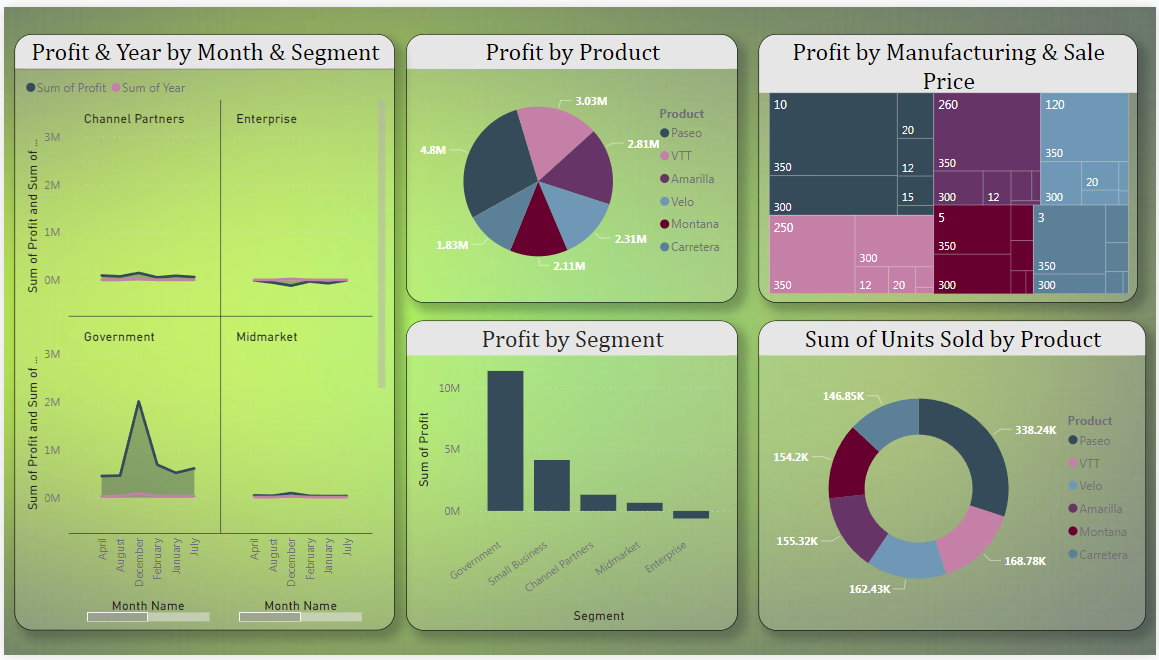 Profit & Year by Month & Segment
Sum of Profit Sum of Year
Channel Partners Enterprise
Sum of Profit and Sum of ...
3M
2M
1M
0M
Government Midmarket
Sum of Profit and Sum of ...
3M
2M
1M
0M
April August December February January July
April August December February January July
Month Name Month Name
Profit by Product
3.03M
2.81M
2.31M
2.11M
1.83M
4.8M
Product
Paseo
VTT
Amarilla
Velo
Montana
Carretera
Profit by Manufacturing & Sale
Price
10
350
300
20
12
15
260
350
300
12
120
350
300
20
250
350
300
12
20
5
350
300
3
350
300
Profit by Segment
Sum of Profit
10M
5M
0M
Government
Small Business
Channel Partners
Midmarket
Enterprise
Segment
Sum of Units Sold by Product
338.24K
168.78K
162.43K
155.32K
154.2K
146.85K
Product
Paseo
VTT
Velo
Amarilla
Montana
Carretera